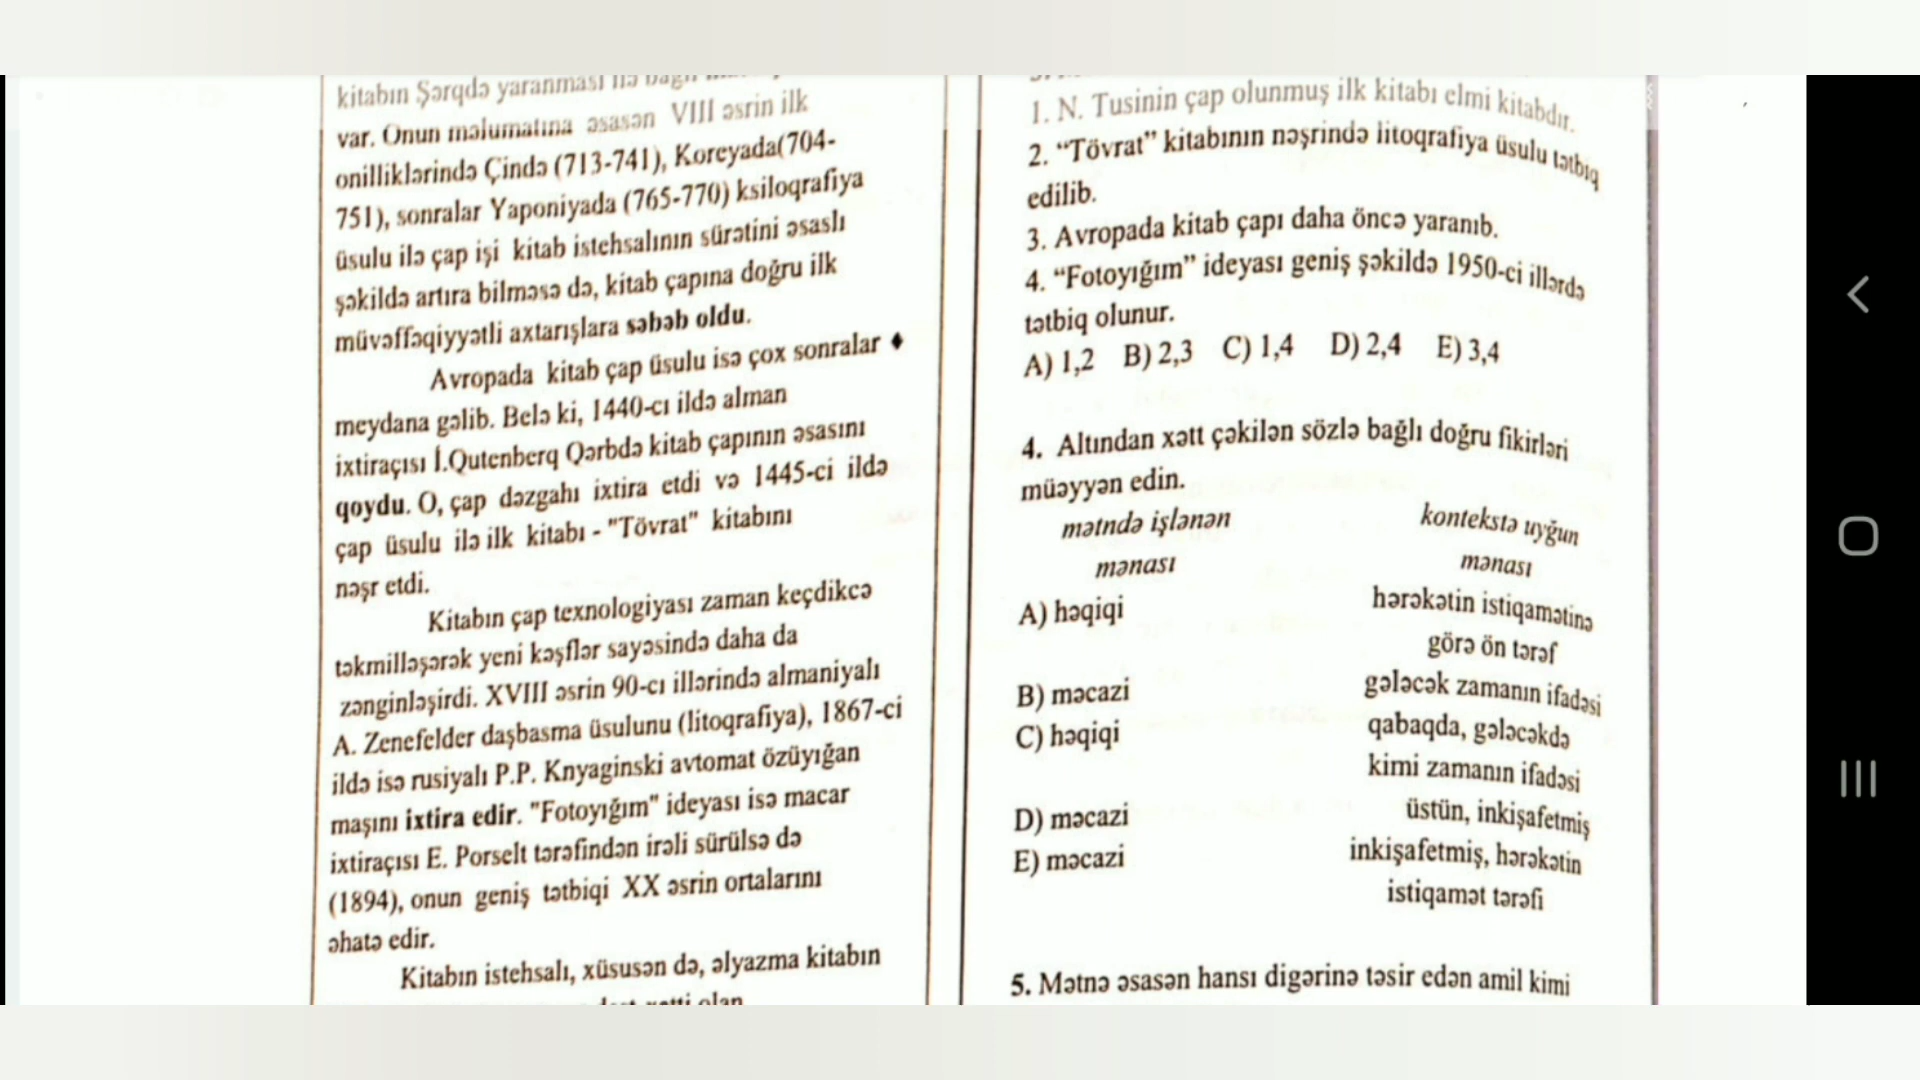 kitabın Şərqdə yaranması ilə bağlı
var. Onun məlumatına əsasən VIII əsrin ilk
onilliklərində Çində (713-741), Koreyada(704-
751), sonralar Yaponiyada (765-770) ksiloqrafiya
üsulu ilə çap işi kitab istehsalının sürətini əsaslı
şəkildə artıra bilməsə də, kitab çapına doğru ilk
müvəffəqiyyətli axtarışlara səbəb oldu.
Avropada kitab çap üsulu isə çox sonralar ♦
meydana gəlib. Belə ki, 1440-cı ildə alman
ixtiraçısı İ.Qutenberq Qərbdə kitab çapının əsasını
qoydu. O, çap dəzgahı ixtira etdi və 1445-ci ildə
çap üsulu ilə ilk kitabı - "Tövrat" kitabını
nəşr etdi.
Kitabın çap texnologiyası zaman keçdikcə
təkmilləşərək yeni kəşflər sayəsində daha da
zənginləşirdi. XVIII əsrin 90-cı illərində almaniyalı
A. Zenefelder daşbasma üsulunu (litoqrafiya), 1867-ci
ildə isə rusiyalı P.P. Knyaginski avtomat özüyığan
maşını ixtira edir. "Fotoyığım" ideyası isə macar
ixtiraçısı E. Porselt tərəfindən irəli sürülsə də
(1894), onun geniş tətbiqi XX əsrin ortalarını
əhatə edir.
Kitabın istehsalı, xüsusən də, əlyazma kitabın
olan
1. N. Tusinin çap olunmuş ilk kitabı elmi kitabdır.
2. “Tövrat” kitabının nəşrində litoqrafiya üsulu tətbiq
edilib.
3. Avropada kitab çapı daha öncə yaranıb.
4. “Fotoyığım” ideyası geniş şəkildə 1950-ci illərdə
tətbiq olunur.
A) 1,2 B) 2,3 C) 1,4 D) 2,4 E) 3,4
4. Altından xətt çəkilən sözlə bağlı doğru fikirləri
müəyyən edin.
mətndə işlənən kontekstə uyğun
mənası mənası
A) həqiqi hərəkətin istiqamətinə
görə ön tərəf
B) məcazi gələcək zamanın ifadəsi
C) həqiqi qabaqda, gələcəkdə
kimi zamanın ifadəsi
D) məcazi üstün, inkişafetmiş
E) məcazi inkişafetmiş, hərəkətin
istiqamət tərəfi
5. Mətnə əsasən hansı digərinə təsir edən amil kimi